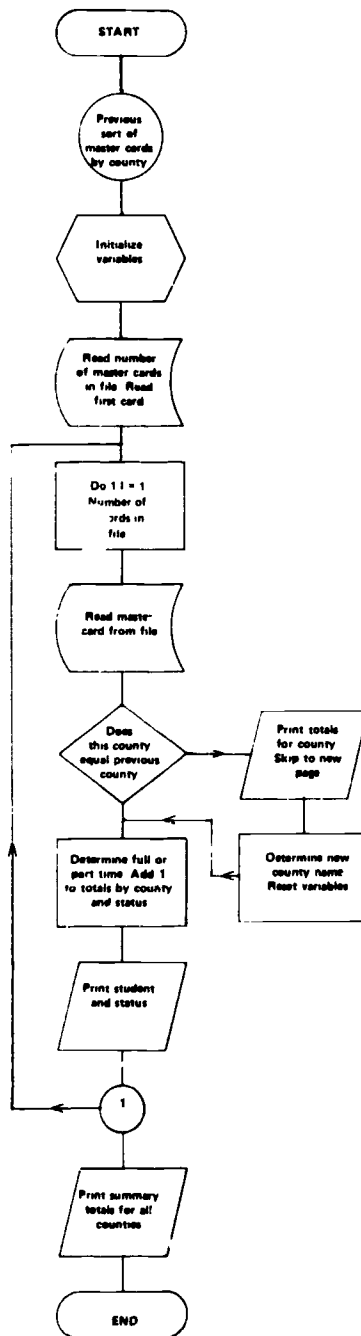 START
Previous
sort of
master cards
by county
Initialize
variables
Read number
of master cards
in file Read
first card
Do 1 I = 1
Number of
in
file
Read
card from file
Does
this county
equal previous
county
Print totals
for county
Skip to new
page
Determine new
county name
Reset variables
Determine full or
part time Add 1
to totals by county
and status
Print student
and status
1
Print summary
totals for all
counties
END